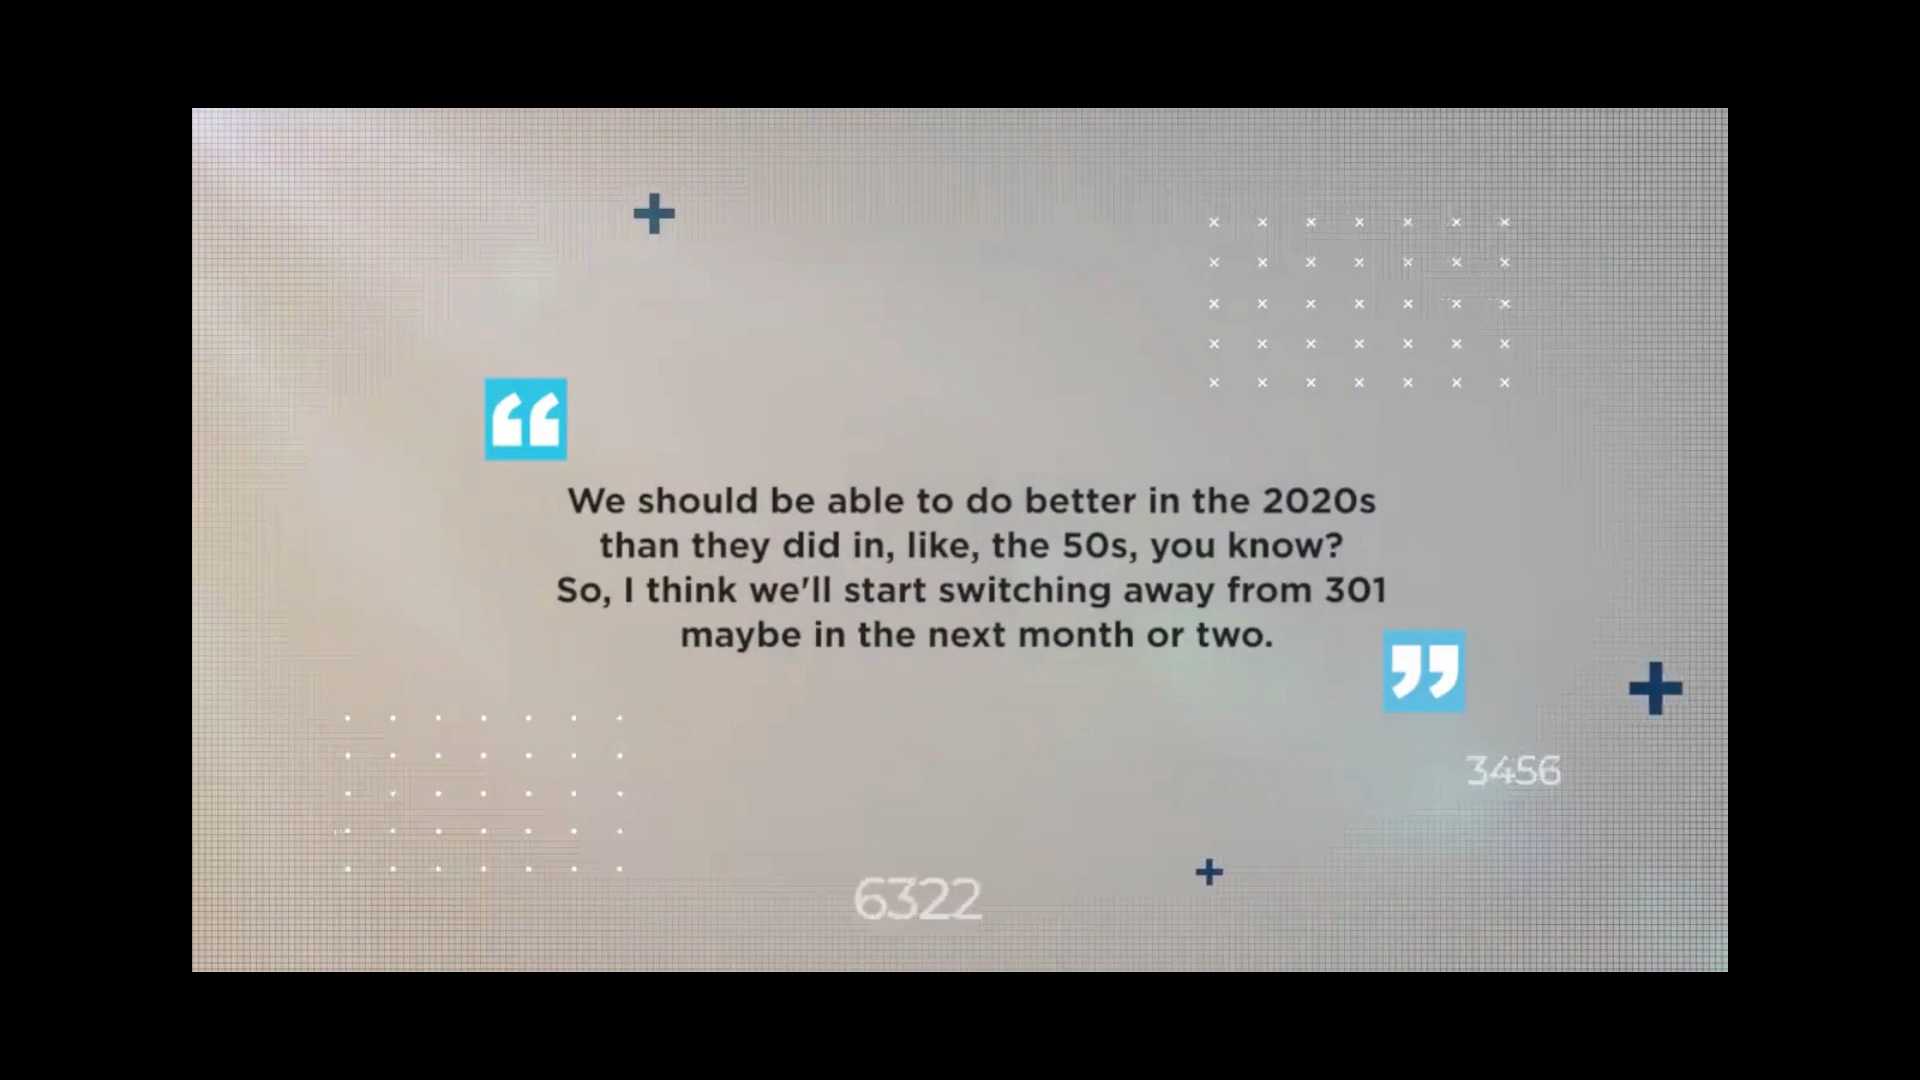 We should be able to do better in the 2020s
than they did in, like, the 50s, you know?
So, I think we'll start switching away from 301
maybe in the next month or two.
3456
6322